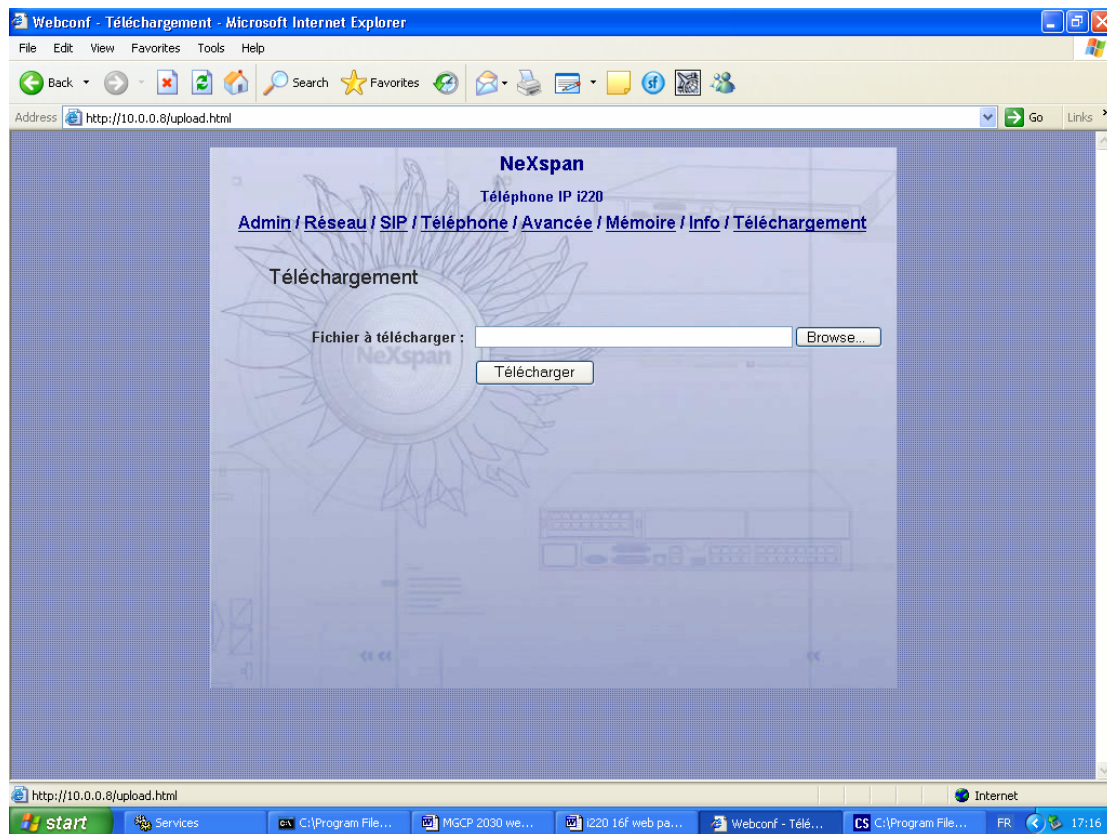 Webconf - Téléchargement - Microsoft Internet Explorer
File Edit View Favorites Tools Help
Back Search Favorites
Address http://10.0.0.8/upload.html Go Links
NeXspan
Téléphone IP i220
Admin / Réseau / SIP / Téléphone / Avancée / Mémoire / Info / Téléchargement
Téléchargement
Fichier à télécharger : Browse...
NeXspan
Télécharger
http://10.0.0.8/upload.html Internet
start Services C:\Program File... MGCP 2030 we... i220 16f web pa... Webconf - Télé... CS C:\Program File... FR 17:16